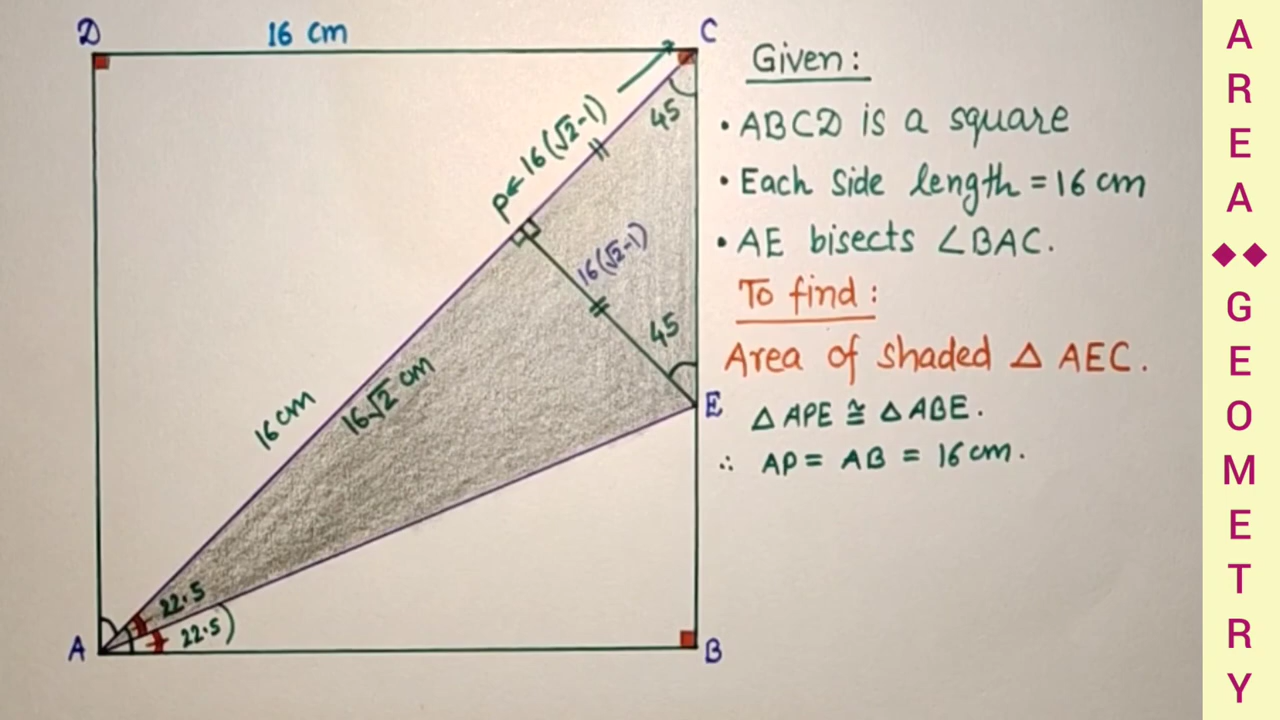 D
16 cm
C
Given:
• ABCD is a square
• Each side length = 16 cm
• AE bisects ∠BAC.
To find:
Area of shaded △ AEC.
△ APE ≅ △ ABE.
∴ AP = AB = 16 cm.
P← 16(√2-1)
45
16(√2-1)
45
E
16 cm
16√2 cm
22.5
22.5
A
B
AREA ◆◆ GEOMETRY